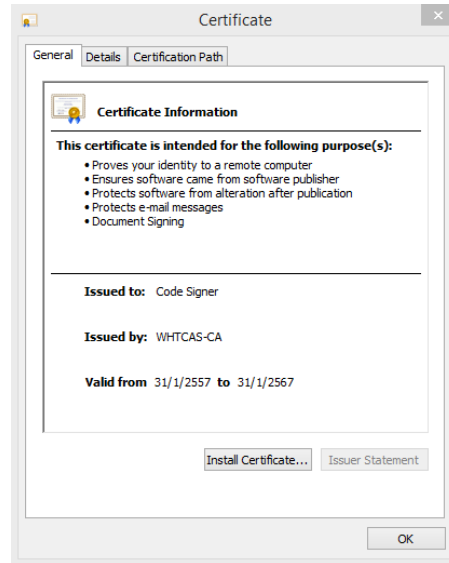 Certificate
General Details Certification Path
Certificate Information
This certificate is intended for the following purpose(s):
• Proves your identity to a remote computer
• Ensures software came from software publisher
• Protects software from alteration after publication
• Protects e-mail messages
• Document Signing
Issued to: Code Signer
Issued by: WHTCAS-CA
Valid from 31/1/2557 to 31/1/2567
Install Certificate... Issuer Statement
OK